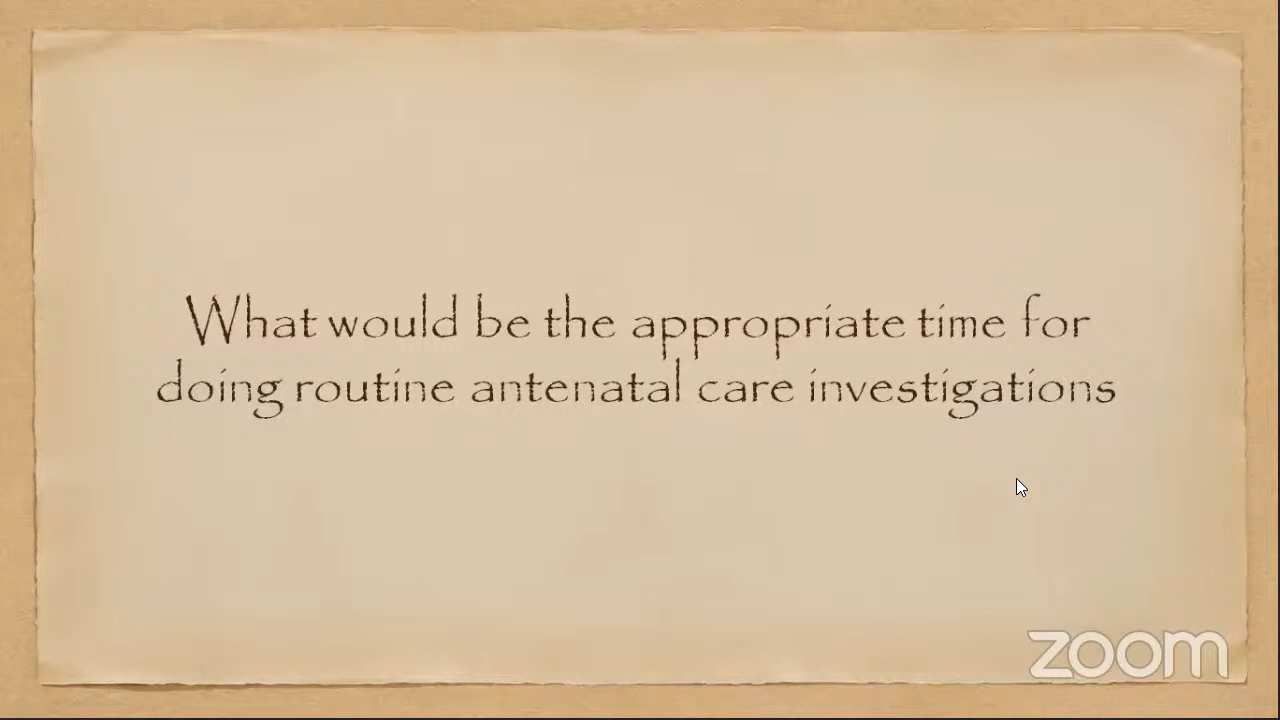 What would be the appropriate time for
doing routine antenatal care investigations
zoom